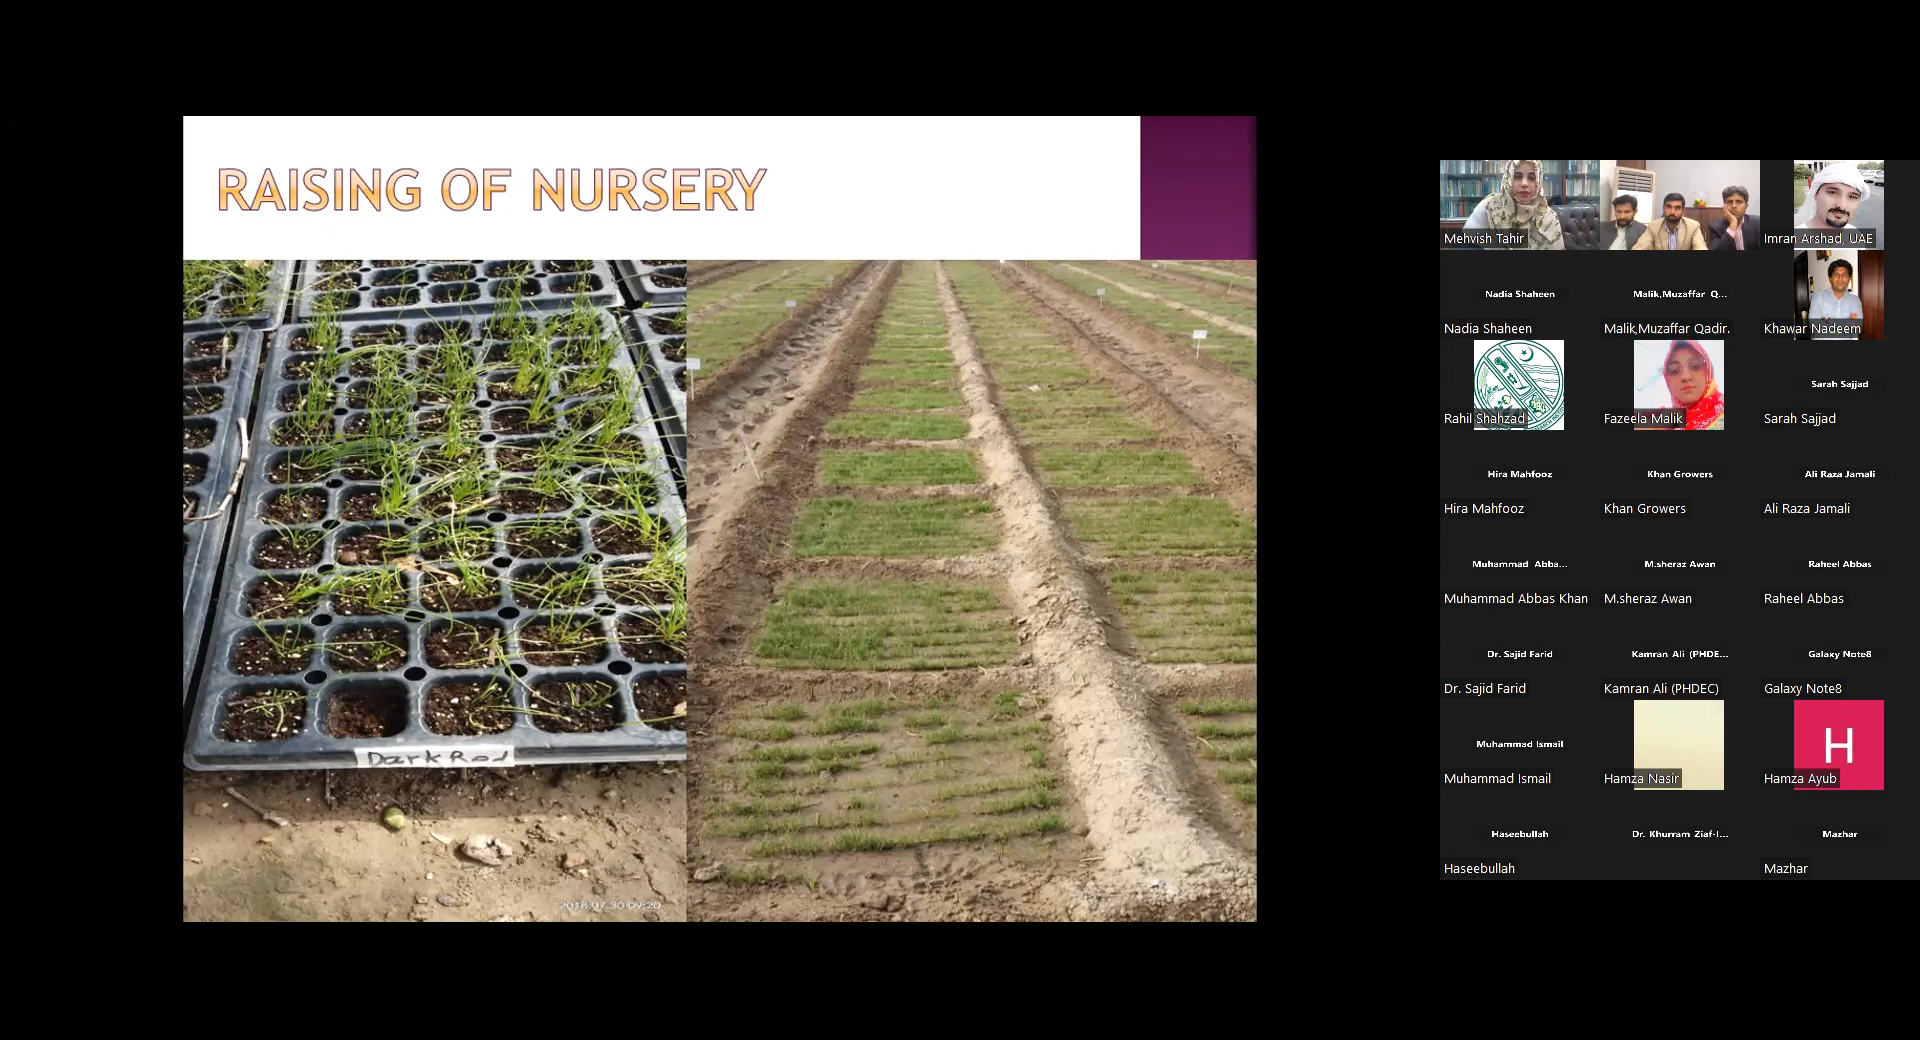 RAISING OF NURSERY
Dark Red
2018.07.30 09:20
Mehvish Tahir
Imran Arshad, UAE
Nadia Shaheen
Nadia Shaheen
Malik,Muzaffar Q...
Malik,Muzaffar Qadir.
Khawar Nadeem
Rahil Shahzad
Fazeela Malik
Sarah Sajjad
Sarah Sajjad
Hira Mahfooz
Hira Mahfooz
Khan Growers
Khan Growers
Ali Raza Jamali
Ali Raza Jamali
Muhammad Abba...
Muhammad Abbas Khan
M.sheraz Awan
M.sheraz Awan
Raheel Abbas
Raheel Abbas
Dr. Sajid Farid
Dr. Sajid Farid
Kamran Ali (PHDE...
Kamran Ali (PHDEC)
Galaxy Note8
Galaxy Note8
Muhammad Ismail
Muhammad Ismail
Hamza Nasir
H
Hamza Ayub
Haseebullah
Haseebullah
Dr. Khurram Ziaf-I...
Mazhar
Mazhar